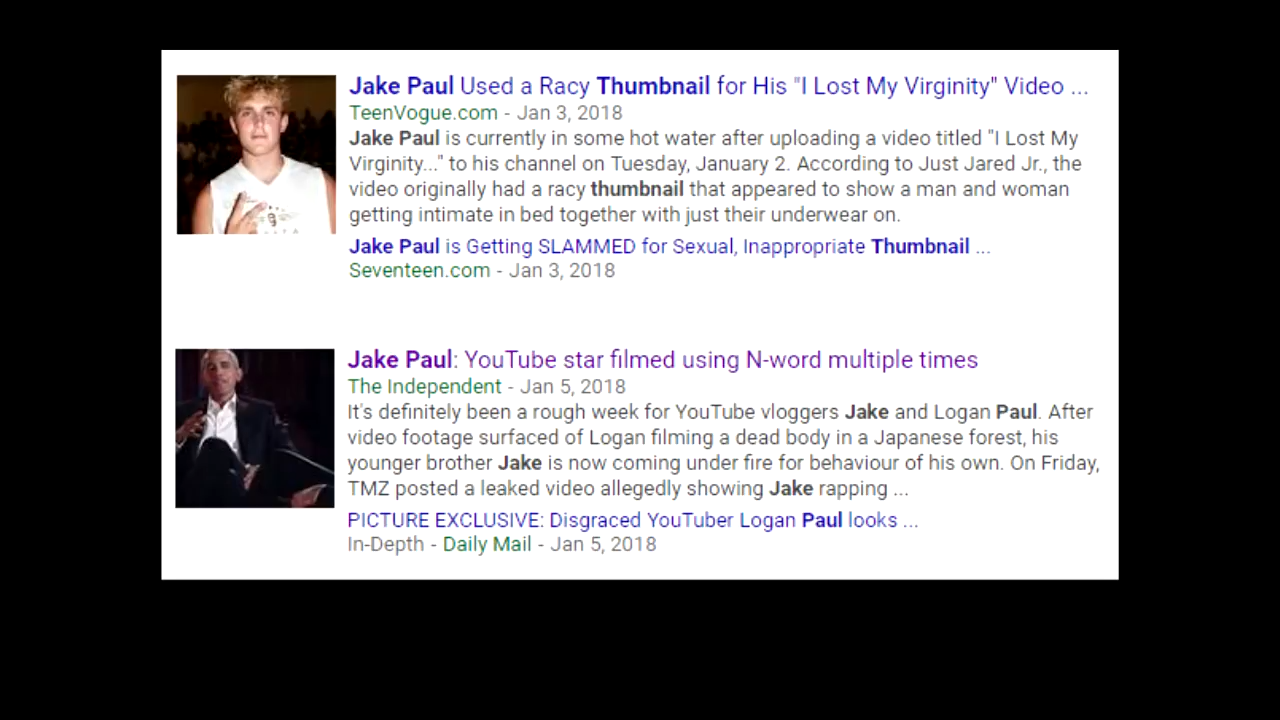 Jake Paul Used a Racy Thumbnail for His "I Lost My Virginity" Video ...
TeenVogue.com - Jan 3, 2018
Jake Paul is currently in some hot water after uploading a video titled "I Lost My
Virginity..." to his channel on Tuesday, January 2. According to Just Jared Jr., the
video originally had a racy thumbnail that appeared to show a man and woman
getting intimate in bed together with just their underwear on.
Jake Paul is Getting SLAMMED for Sexual, Inappropriate Thumbnail ...
Seventeen.com - Jan 3, 2018
Jake Paul: YouTube star filmed using N-word multiple times
The Independent - Jan 5, 2018
It's definitely been a rough week for YouTube vloggers Jake and Logan Paul. After
video footage surfaced of Logan filming a dead body in a Japanese forest, his
younger brother Jake is now coming under fire for behaviour of his own. On Friday,
TMZ posted a leaked video allegedly showing Jake rapping ...
PICTURE EXCLUSIVE: Disgraced YouTuber Logan Paul looks ...
In-Depth - Daily Mail - Jan 5, 2018